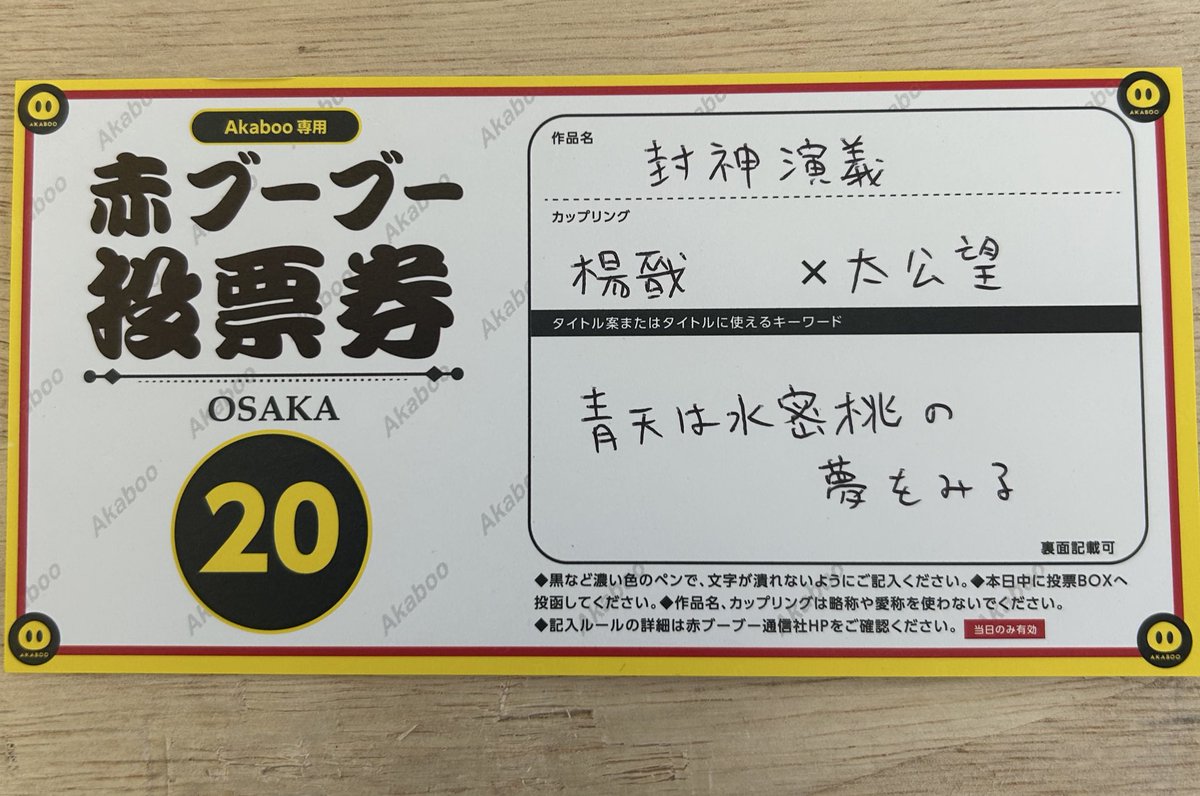 Akaboo専用
赤ブーブー
投票券
OSAKA
20
作品名
封神演義
カップリング
楊戩 × 太公望
タイトル案またはタイトルに使えるキーワード
青天は水密桃の
夢をみる
裏面記載可
◆黒など濃い色のペンで、文字が潰れないようにご記入ください。◆本日中に投票BOXへ
投函してください。◆作品名、カップリングは略称や愛称を使わないでください。
◆記入ルールの詳細は赤ブーブー通信社HPをご確認ください。 当日のみ有効
AKABOO
AKABOO
AKABOO
AKABOO